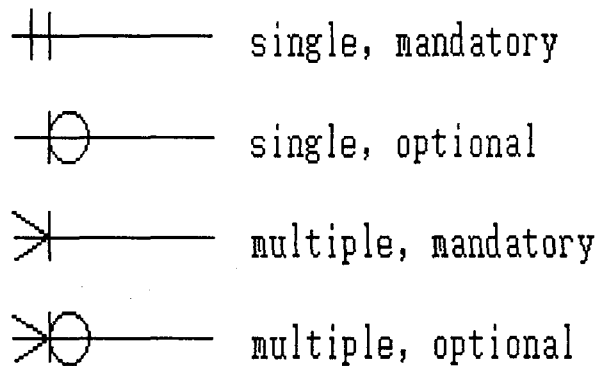 single, mandatory
single, optional
multiple, mandatory
multiple, optional